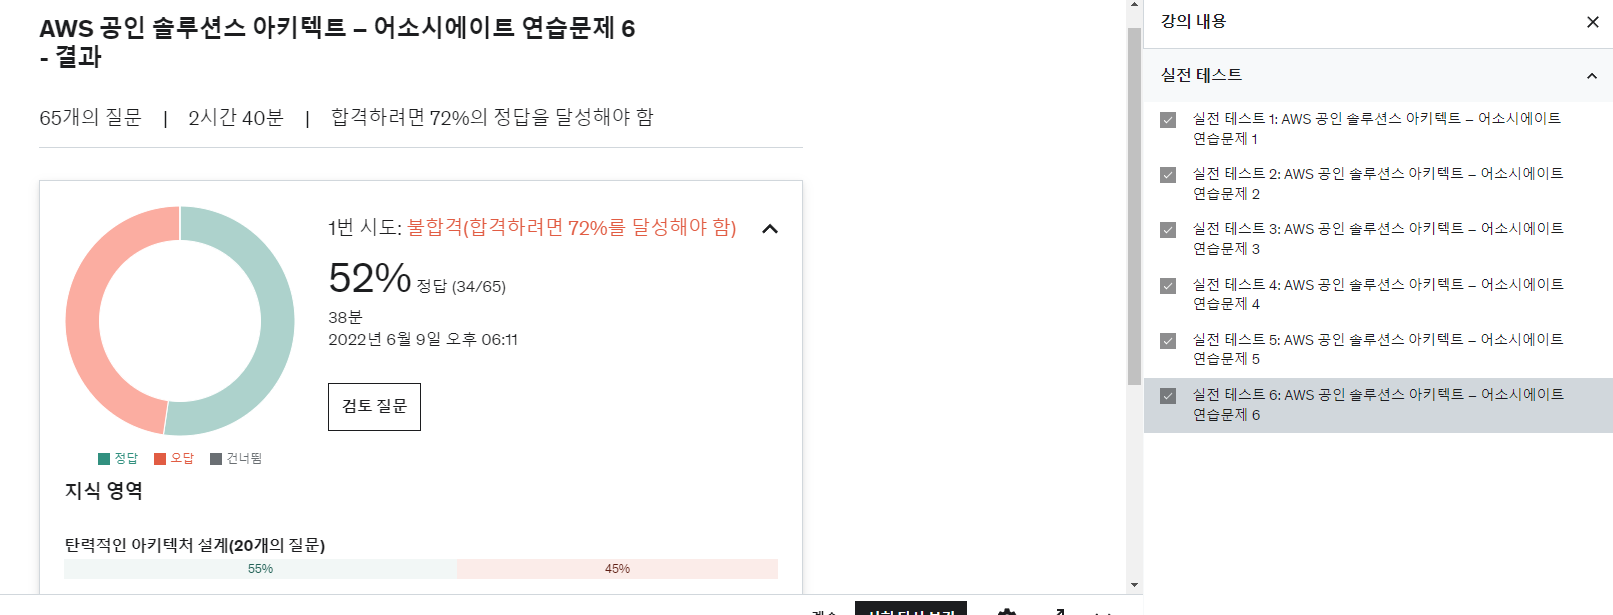 AWS 공인 솔루션스 아키텍트 – 어소시에이트 연습문제 6
- 결과
65개의 질문 | 2시간 40분 | 합격하려면 72%의 정답을 달성해야 함
1번 시도: 불합격(합격하려면 72%를 달성해야 함)
52% 정답 (34/65)
38분
2022년 6월 9일 오후 06:11
검토 질문
정답 오답 건너뜀
지식 영역
탄력적인 아키텍처 설계(20개의 질문)
55% 45%
강의 내용
실전 테스트
실전 테스트 1: AWS 공인 솔루션스 아키텍트 – 어소시에이트
연습문제 1
실전 테스트 2: AWS 공인 솔루션스 아키텍트 – 어소시에이트
연습문제 2
실전 테스트 3: AWS 공인 솔루션스 아키텍트 – 어소시에이트
연습문제 3
실전 테스트 4: AWS 공인 솔루션스 아키텍트 – 어소시에이트
연습문제 4
실전 테스트 5: AWS 공인 솔루션스 아키텍트 – 어소시에이트
연습문제 5
실전 테스트 6: AWS 공인 솔루션스 아키텍트 – 어소시에이트
연습문제 6